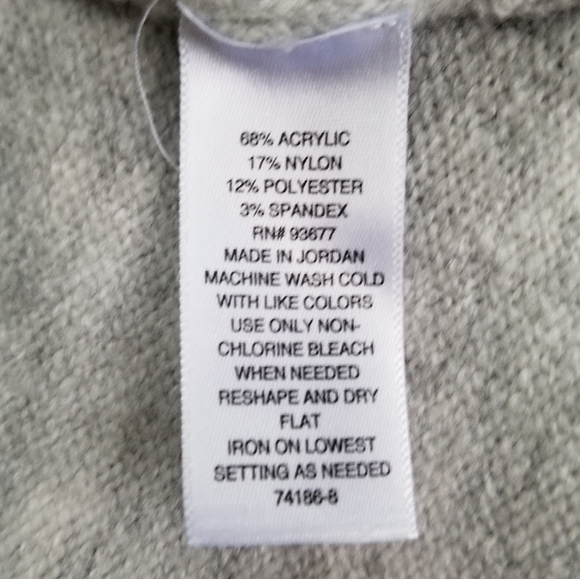 68% ACRYLIC
17% NYLON
12% POLYESTER
3% SPANDEX
RN# 93677
MADE IN JORDAN
MACHINE WASH COLD
WITH LIKE COLORS
USE ONLY NON-
CHLORINE BLEACH
WHEN NEEDED
RESHAPE AND DRY
FLAT
IRON ON LOWEST
SETTING AS NEEDED
74186-8